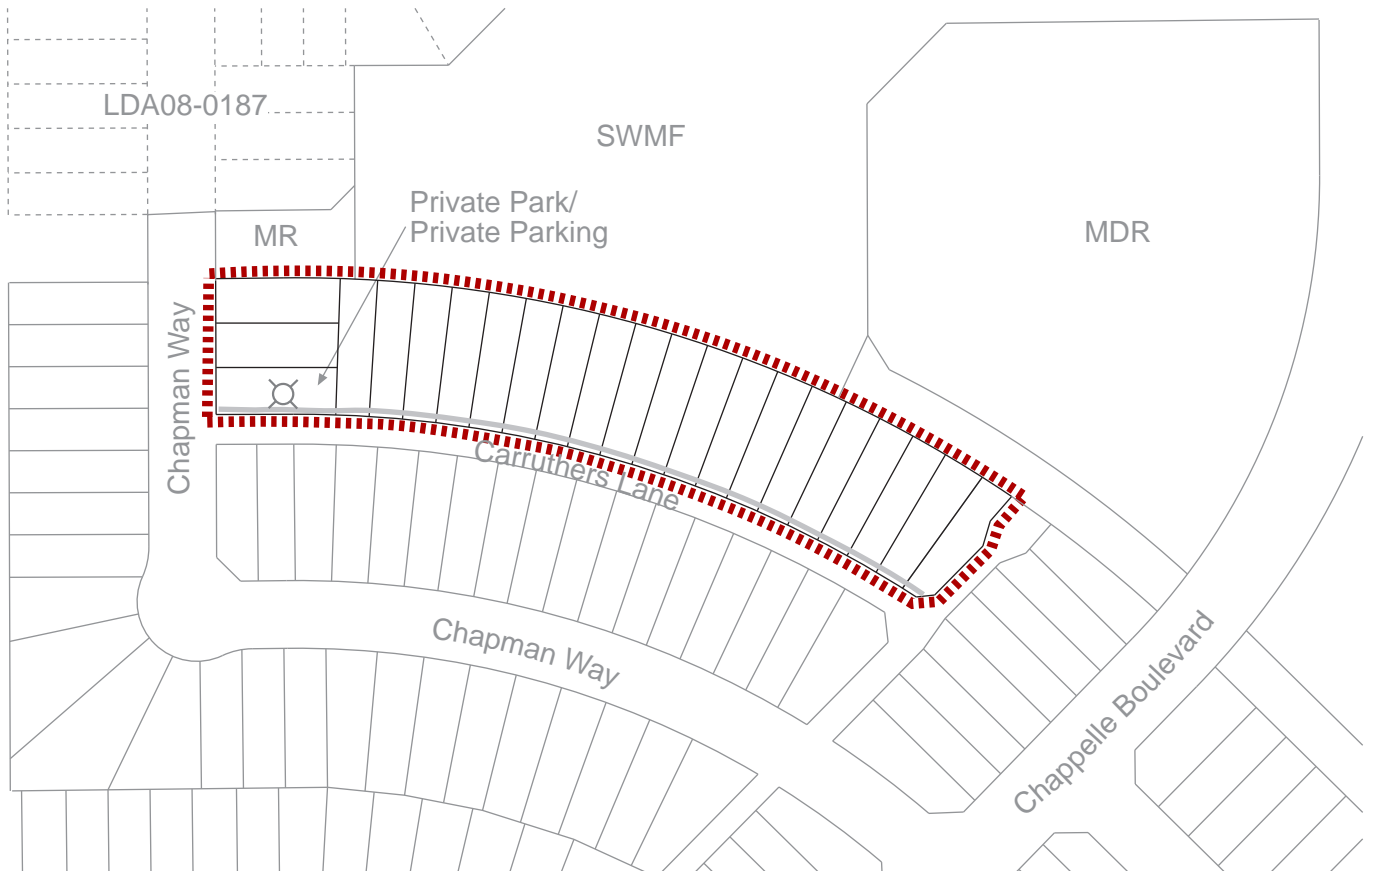 LDA08-0187
SWMF
Private Park/
Private Parking
MR
MDR
Chapman Way
Carruthers Lane
Chapman Way
Chappelle Boulevard